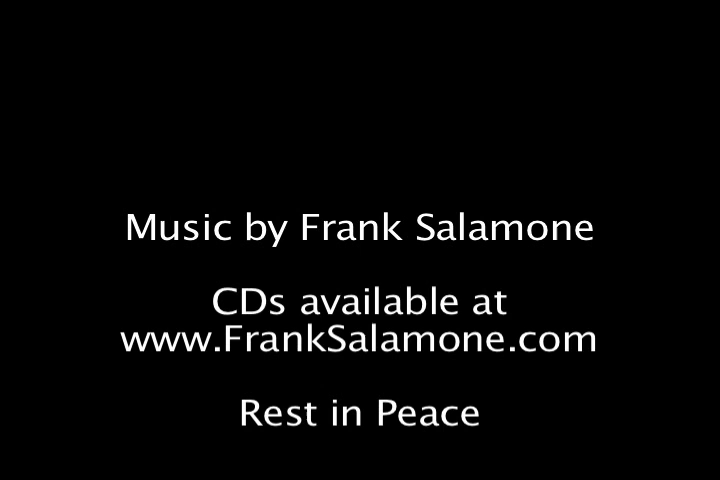 Music by Frank Salamone
CDs available at
www.FrankSalamone.com
Rest in Peace